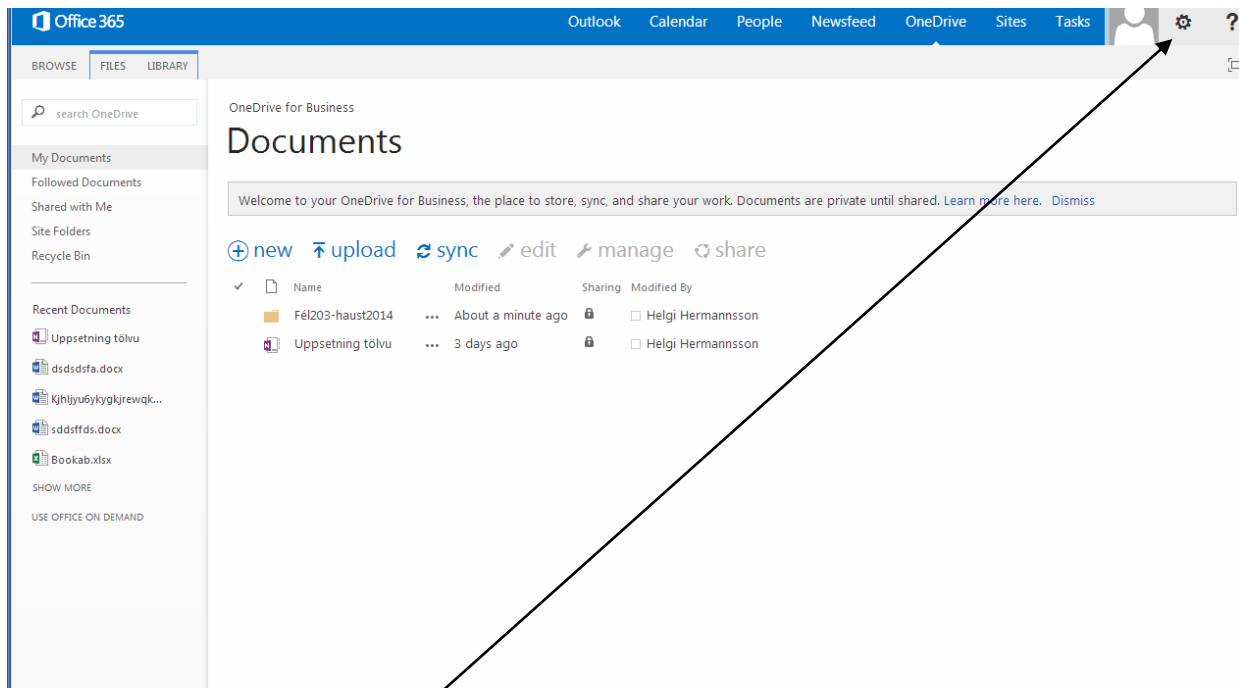 Office 365 Outlook Calendar People Newsfeed OneDrive Sites Tasks ?
BROWSE FILES LIBRARY
search OneDrive
My Documents
Followed Documents
Shared with Me
Site Folders
Recycle Bin
Recent Documents
Uppsetning tölvu
dsdsdsfa.docx
Kjhljyu6ykygkjrewqk...
sddsffds.docx
Bookab.xlsx
SHOW MORE
USE OFFICE ON DEMAND
OneDrive for Business
Documents
Welcome to your OneDrive for Business, the place to store, sync, and share your work. Documents are private until shared. Learn more here. Dismiss
new upload sync edit manage share
Name Modified Sharing Modified By
Fél203-haust2014 ... About a minute ago Helgi Hermannsson
Uppsetning tölvu ... 3 days ago Helgi Hermannsson